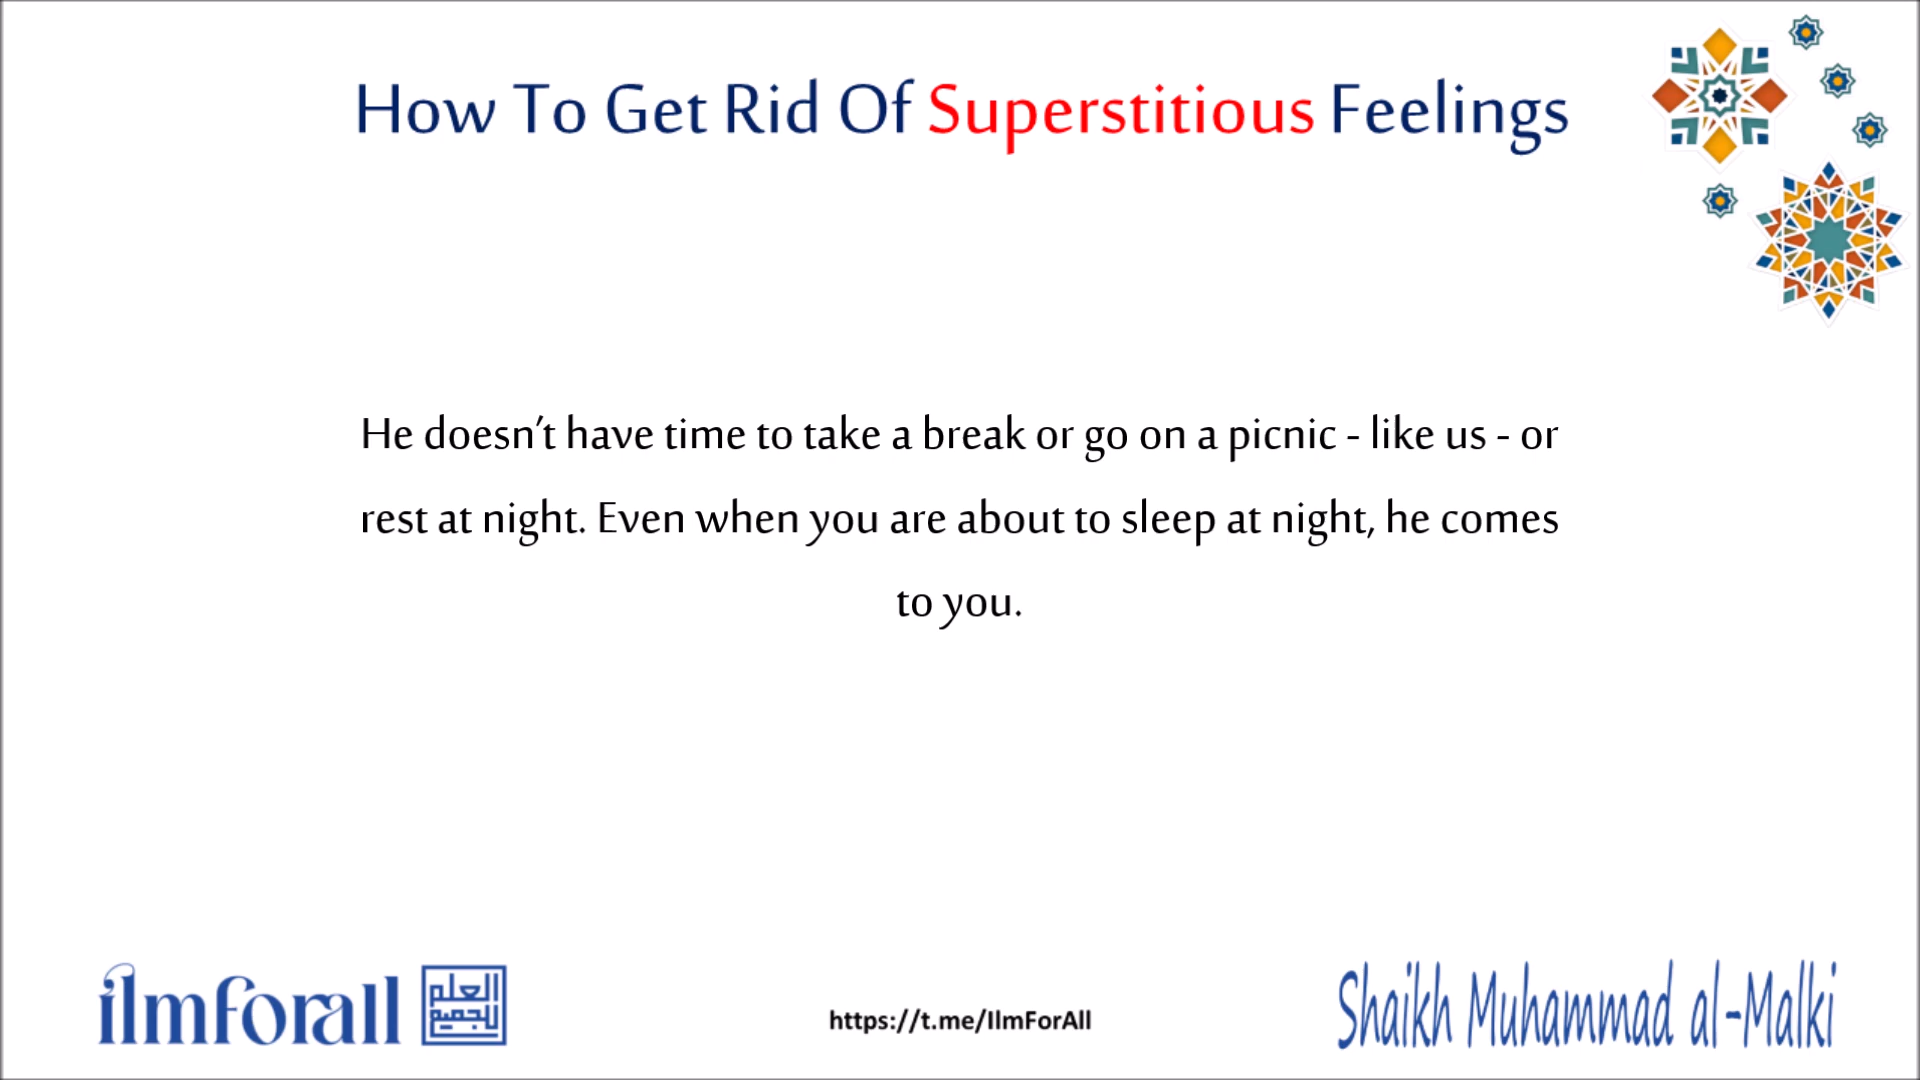 How To Get Rid Of Superstitious Feelings
He doesn’t have time to take a break or go on a picnic - like us - or
rest at night. Even when you are about to sleep at night, he comes
to you.
ilmforall
العلم
للجميع
https://t.me/IlmForAll
Shaikh Muhammad al-Malki